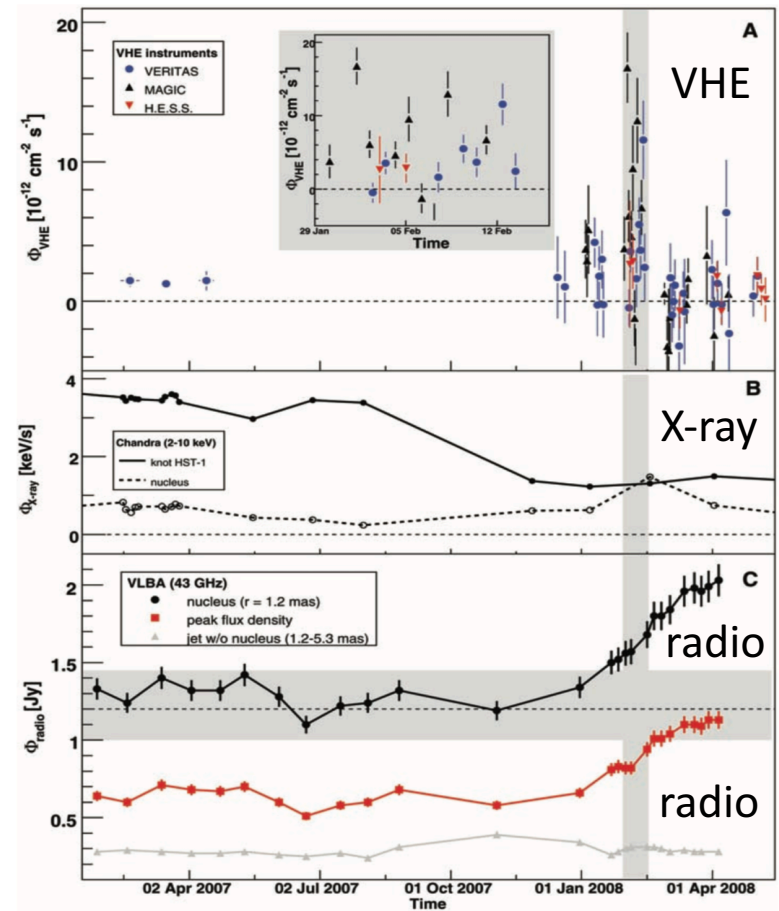 A
VHE
VHE instruments
VERITAS
MAGIC
H.E.S.S.
ΦVHE [10-12 cm-2 s-1]
20
10
0
ΦVHE [10-12 cm-2 s-1]
20
10
0
29 Jan
05 Feb
12 Feb
Time
B
X-ray
Chandra (2-10 keV)
knot HST-1
nucleus
ΦX-ray [keV/s]
4
2
0
C
radio
VLBA (43 GHz)
nucleus (r = 1.2 mas)
peak flux density
jet w/o nucleus (1.2-5.3 mas)
Φradio [Jy]
2
1.5
1
0.5
radio
02 Apr 2007
02 Jul 2007
01 Oct 2007
01 Jan 2008
01 Apr 2008
Time